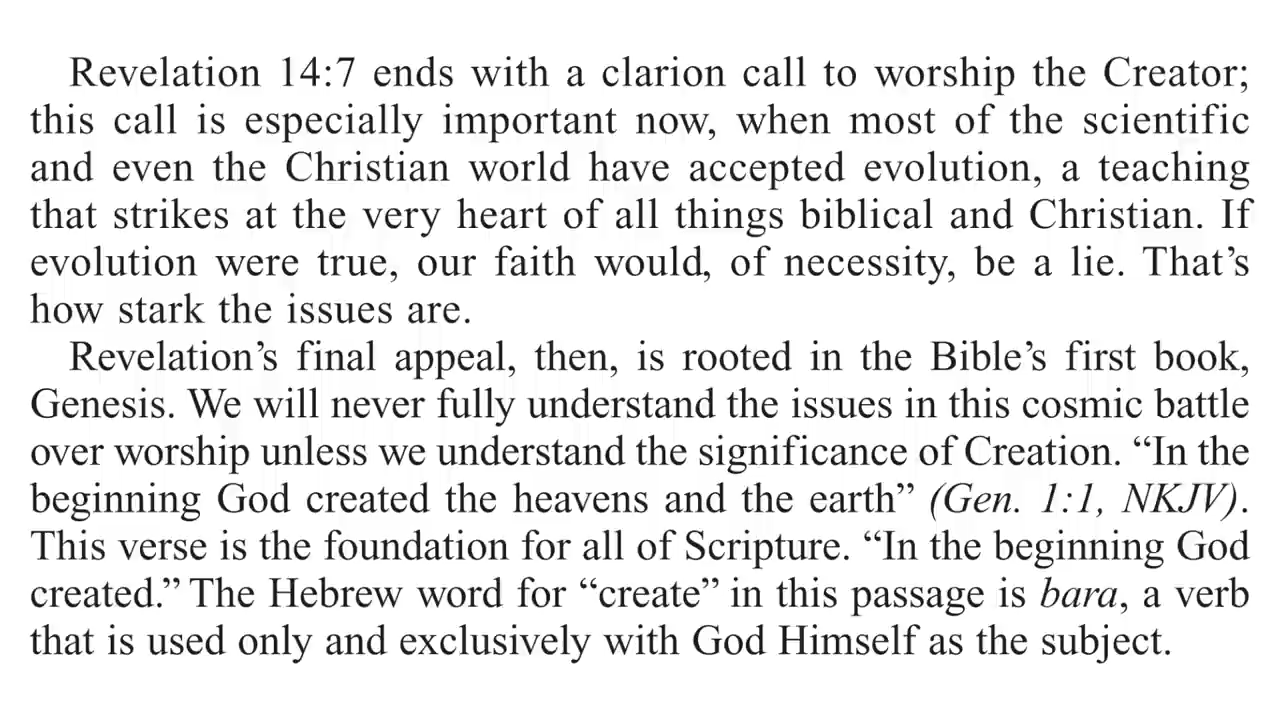 Revelation 14:7 ends with a clarion call to worship the Creator;
this call is especially important now, when most of the scientific
and even the Christian world have accepted evolution, a teaching
that strikes at the very heart of all things biblical and Christian. If
evolution were true, our faith would, of necessity, be a lie. That’s
how stark the issues are.
Revelation’s final appeal, then, is rooted in the Bible’s first book,
Genesis. We will never fully understand the issues in this cosmic battle
over worship unless we understand the significance of Creation. “In the
beginning God created the heavens and the earth” (Gen. 1:1, NKJV).
This verse is the foundation for all of Scripture. “In the beginning God
created.” The Hebrew word for “create” in this passage is bara, a verb
that is used only and exclusively with God Himself as the subject.